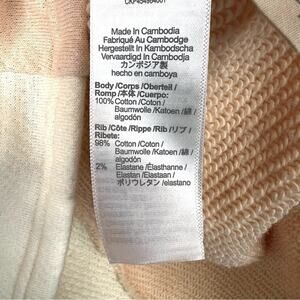 Made In Cambodia
Fabriqué Au Cambodge
Hergestellt In Kambodscha
Vervaardigd In Cambodja
カンボジア製
hecho en camboya
Body /Corps /Oberteil /
Romp /本体 /Cuerpo:
100% Cotton /Coton /
Baumwolle /Katoen /綿 /
algodón
Rib /Côte /Rippe /Rib /リブ /
Ribete:
98% Cotton /Coton /
Baumwolle /Katoen /綿 /
algodón
2% Elastane /Élasthanne /
Elastan /Elastaan /
ポリウレタン /elastano